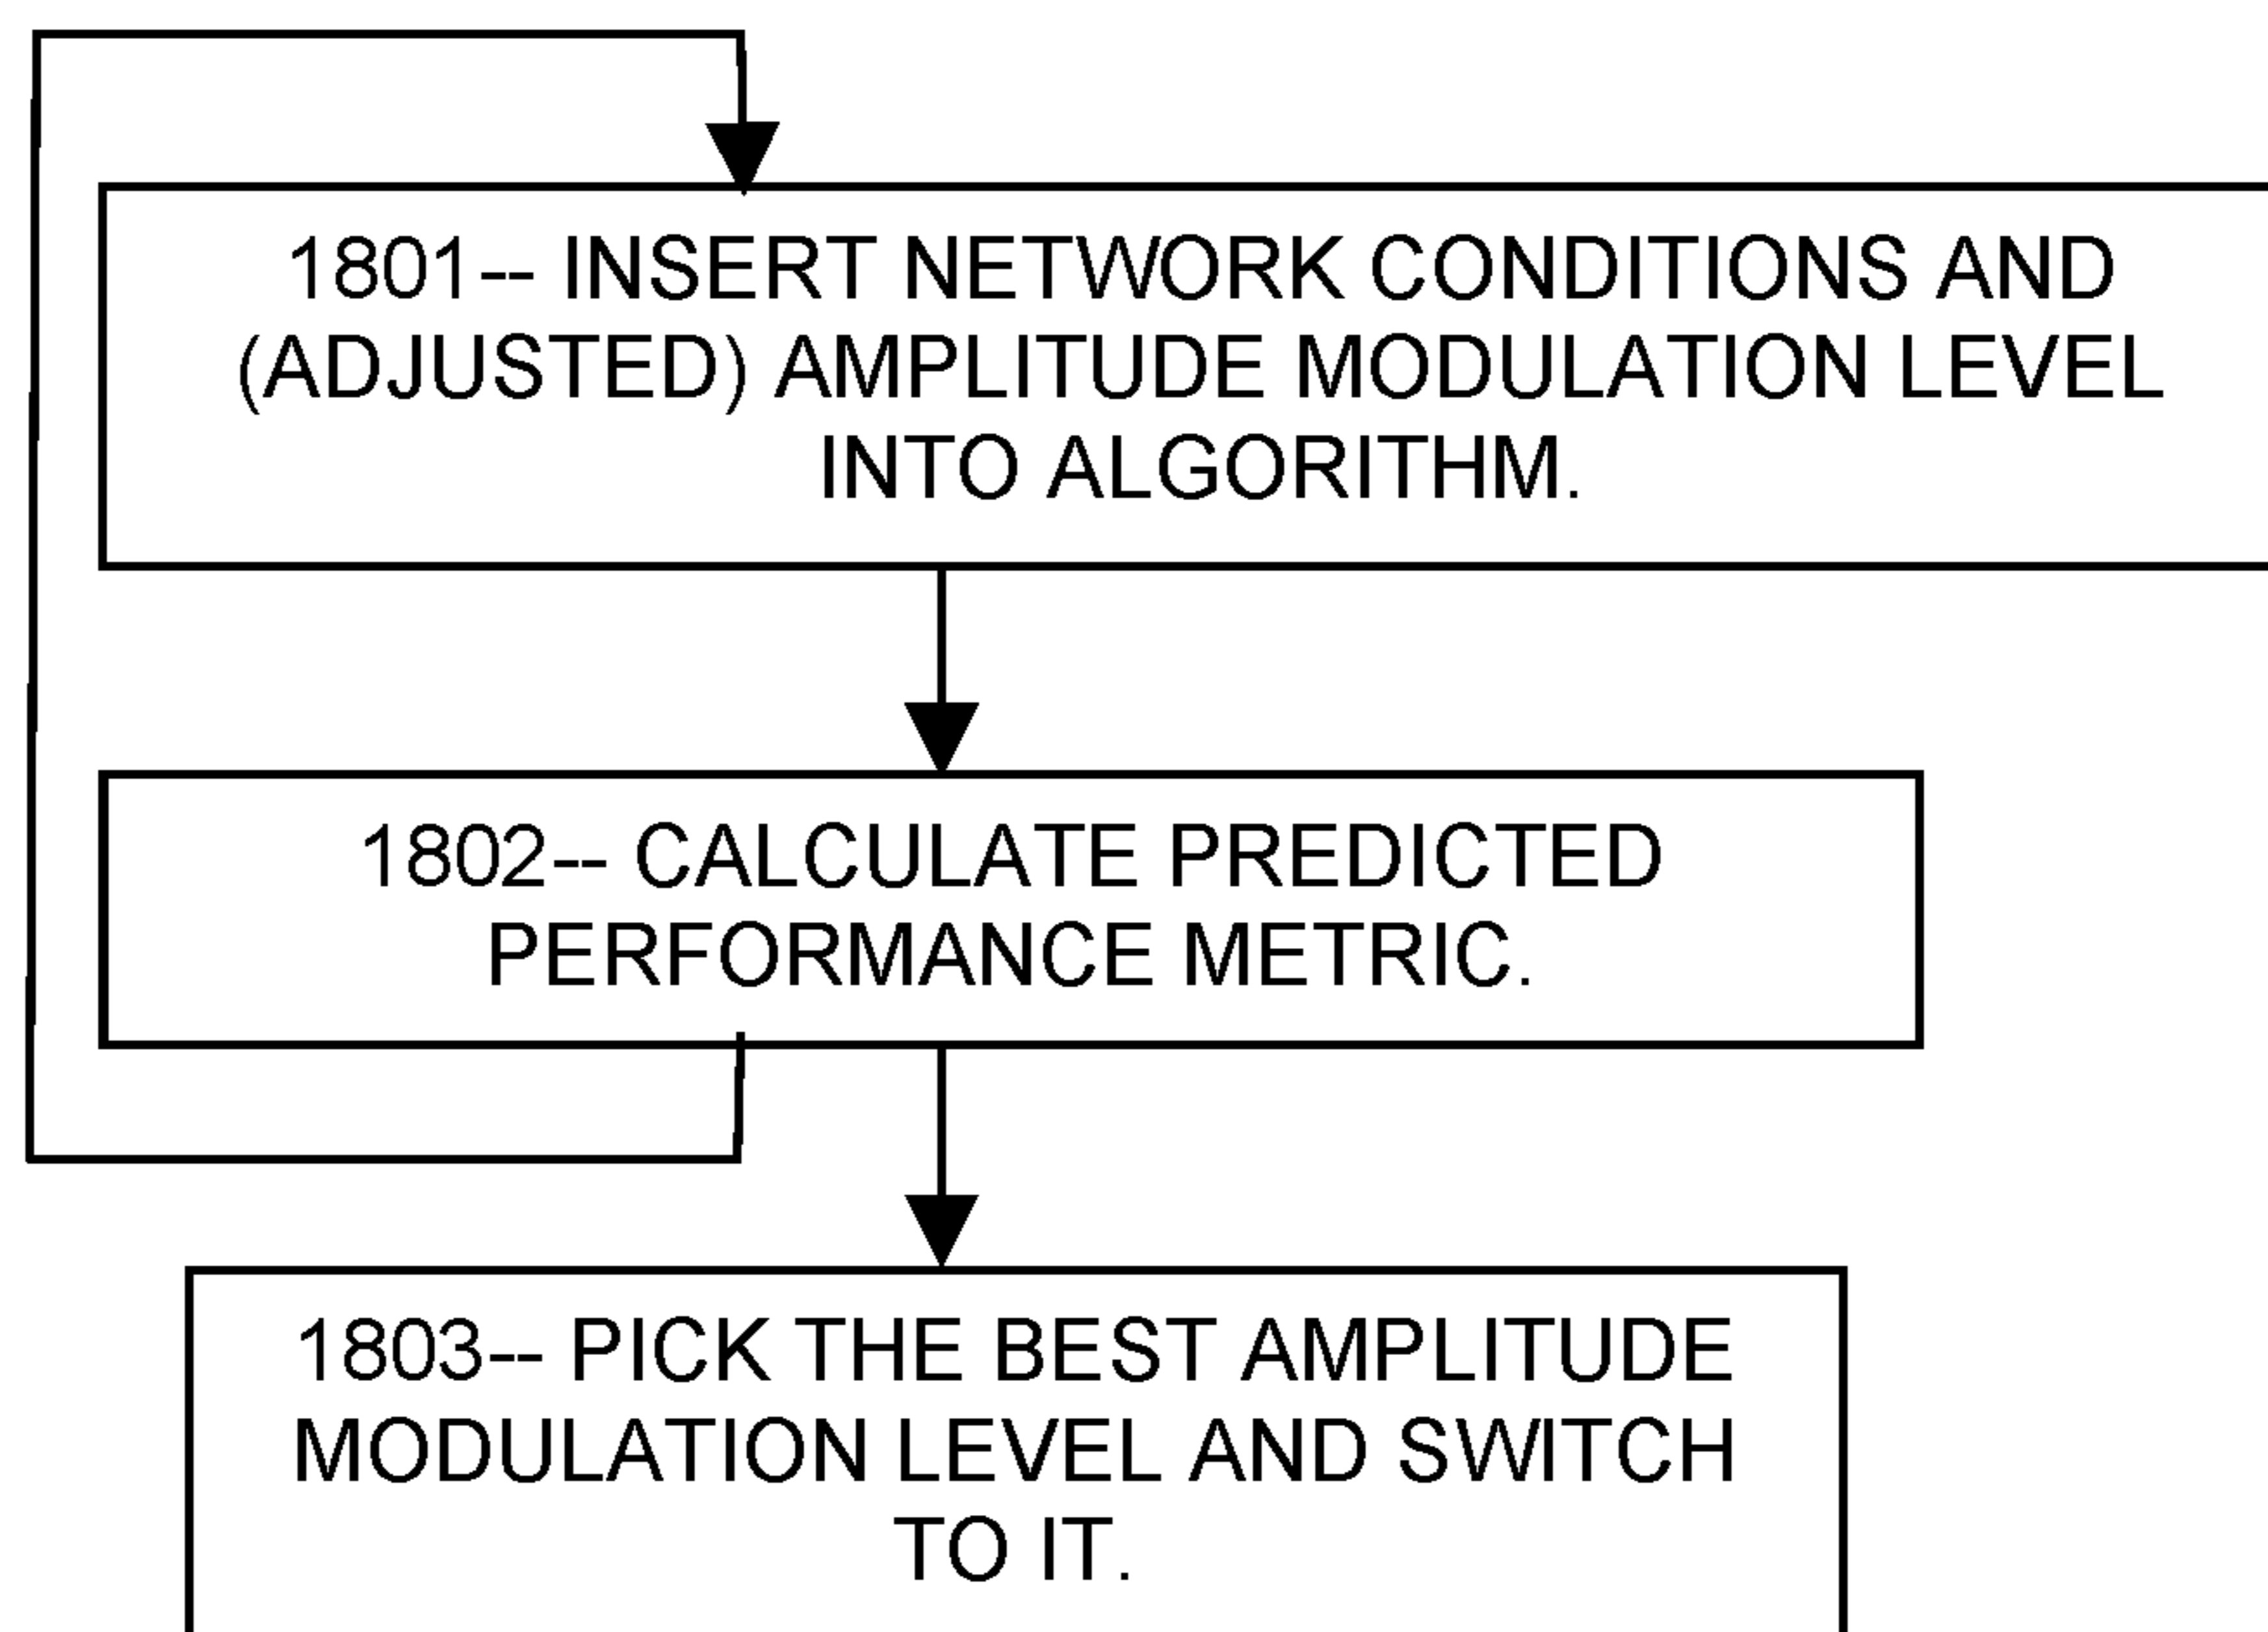 1801-- INSERT NETWORK CONDITIONS AND
(ADJUSTED) AMPLITUDE MODULATION LEVEL
INTO ALGORITHM.
1802-- CALCULATE PREDICTED
PERFORMANCE METRIC.
1803-- PICK THE BEST AMPLITUDE
MODULATION LEVEL AND SWITCH
TO IT.